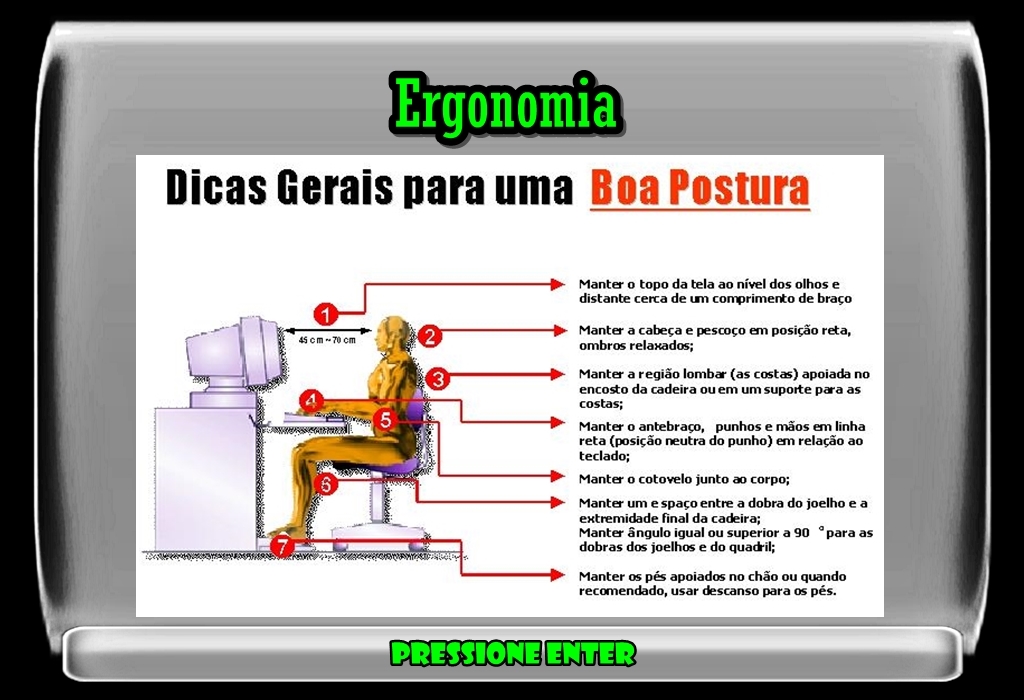 Ergonomia
Dicas Gerais para uma Boa Postura
Manter o topo da tela ao nível dos olhos e
distante cerca de um comprimento de braço
1
45 cm ~ 70 cm
2
Manter a cabeça e pescoço em posição reta,
ombros relaxados;
3
Manter a região lombar (as costas) apoiada no
encosto da cadeira ou em um suporte para as
costas;
4
Manter o antebraço, punhos e mãos em linha
reta (posição neutra do punho) em relação ao
teclado;
5
Manter o cotovelo junto ao corpo;
6
Manter um espaço entre a dobra do joelho e a
extremidade final da cadeira;
Manter ângulo igual ou superior a 90 ° para as
dobras dos joelhos e do quadril;
7
Manter os pés apoiados no chão ou quando
recomendado, usar descanso para os pés.
PRESSIONE ENTER